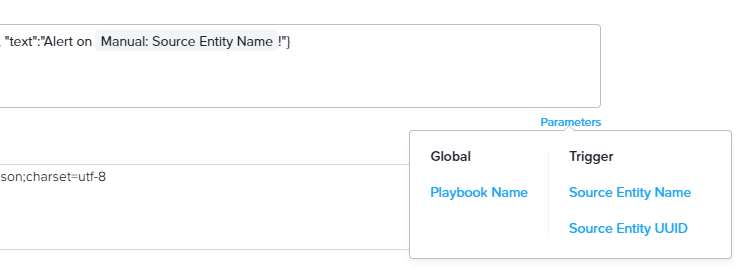 , "text":"Alert on Manual: Source Entity Name !"}
Parameters
Global
Playbook Name
Trigger
Source Entity Name
Source Entity UUID
son;charset=utf-8